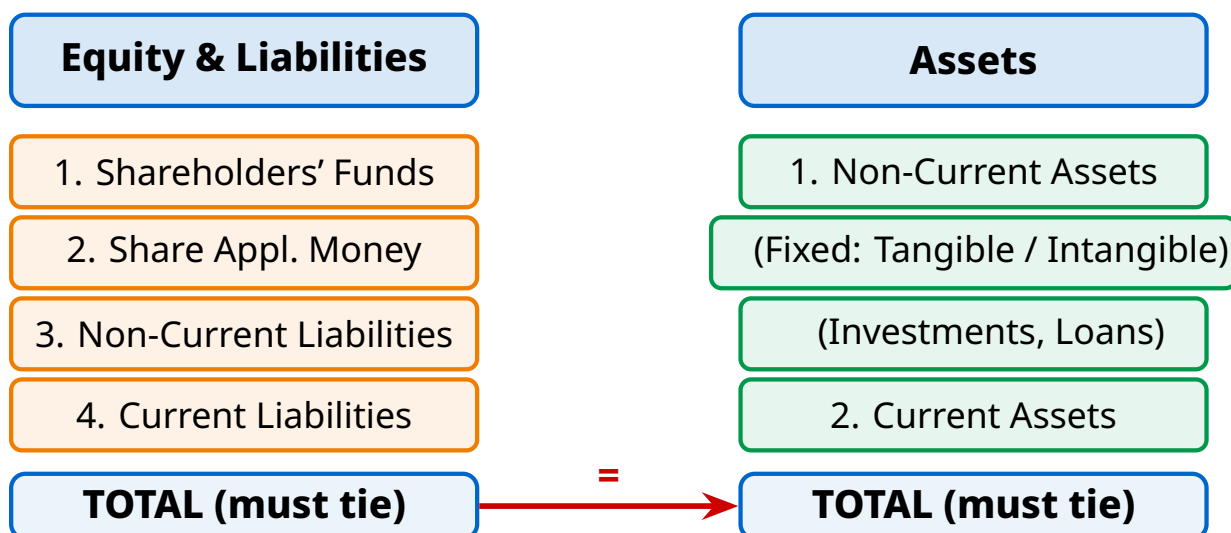 Equity & Liabilities
1. Shareholders’ Funds
2. Share Appl. Money
3. Non-Current Liabilities
4. Current Liabilities
TOTAL (must tie)
=
Assets
1. Non-Current Assets
(Fixed: Tangible / Intangible)
(Investments, Loans)
2. Current Assets
TOTAL (must tie)